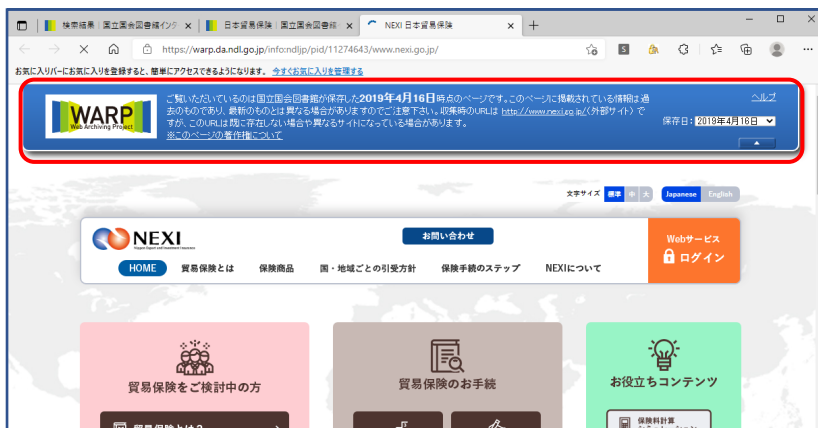 検索結果｜国立国会図書館インタ
日本貿易保険｜国立国会図書館
NEXI 日本貿易保険
https://warp.da.ndl.go.jp/info:ndljp/pid/11274643/www.nexi.go.jp/
お気に入りバーにお気に入りを登録すると、簡単にアクセスできるようになります。 今すぐお気に入りを管理する
WARP
Web Archiving Project
ご覧いただいているのは国立国会図書館が保存した2019年4月16日時点のページです。このページに掲載されている情報は過
去のものであり、最新のものとは異なる場合がありますのでご注意下さい。収集時のURLは http://www.nexi.go.jp/(外部サイト) で
すが、このURLは既に存在しない場合や異なるサイトになっている場合があります。
※このページの著作権について
ヘルプ
保存日: 2019年4月16日
文字サイズ 標準 中 大 Japanese English
NEXI
Nippon Export and Investment Insurance
お問い合わせ
Webサービス
ログイン
HOME 貿易保険とは 保険商品 国・地域ごとの引受方針 保険手続のステップ NEXIについて
貿易保険をご検討中の方
貿易保険のお手続
お役立ちコンテンツ
貿易保険とは?
保険料計算